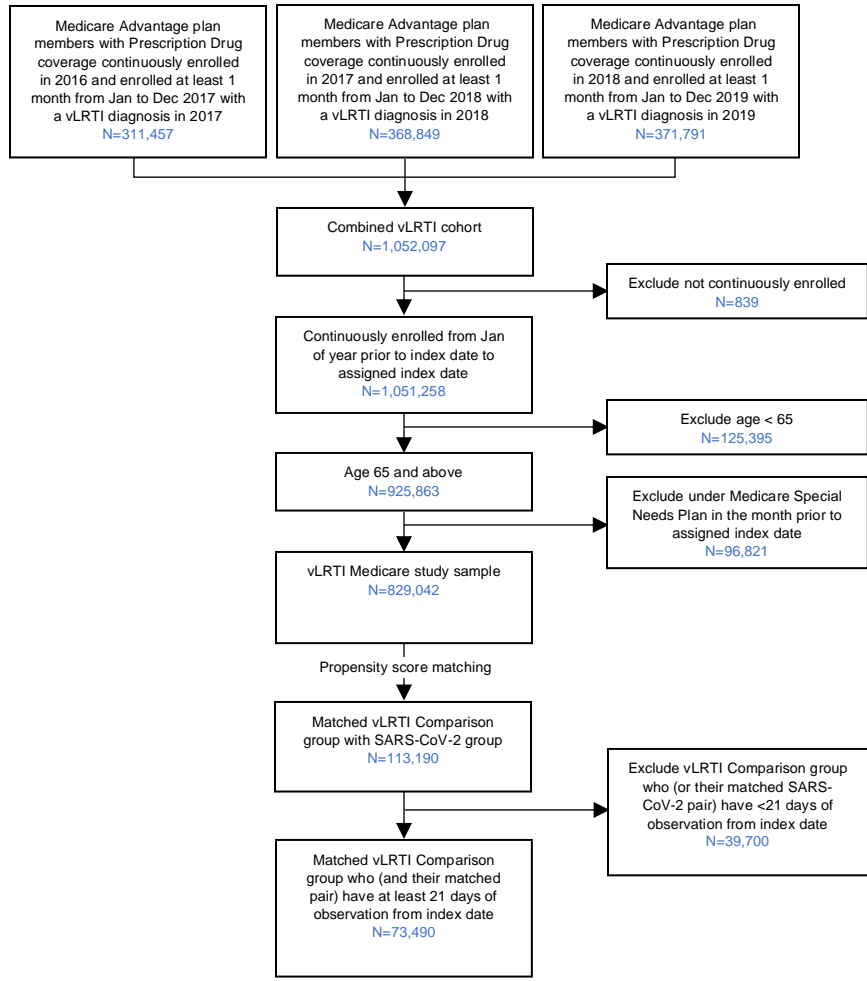 Medicare Advantage plan
members with Prescription Drug
coverage continuously enrolled
in 2016 and enrolled at least 1
month from Jan to Dec 2017 with
a vLRTI diagnosis in 2017
N=311,457
Medicare Advantage plan
members with Prescription Drug
coverage continuously enrolled
in 2017 and enrolled at least 1
month from Jan to Dec 2018 with
a vLRTI diagnosis in 2018
N=368,849
Medicare Advantage plan
members with Prescription Drug
coverage continuously enrolled
in 2018 and enrolled at least 1
month from Jan to Dec 2019 with
a vLRTI diagnosis in 2019
N=371,791
Combined vLRTI cohort
N=1,052,097
Exclude not continuously enrolled
N=839
Continuously enrolled from Jan
of year prior to index date to
assigned index date
N=1,051,258
Exclude age < 65
N=125,395
Age 65 and above
N=925,863
Exclude under Medicare Special
Needs Plan in the month prior to
assigned index date
N=96,821
vLRTI Medicare study sample
N=829,042
Propensity score matching
Matched vLRTI Comparison
group with SARS-CoV-2 group
N=113,190
Exclude vLRTI Comparison group
who (or their matched SARS-
CoV-2 pair) have <21 days of
observation from index date
N=39,700
Matched vLRTI Comparison
group who (and their matched
pair) have at least 21 days of
observation from index date
N=73,490